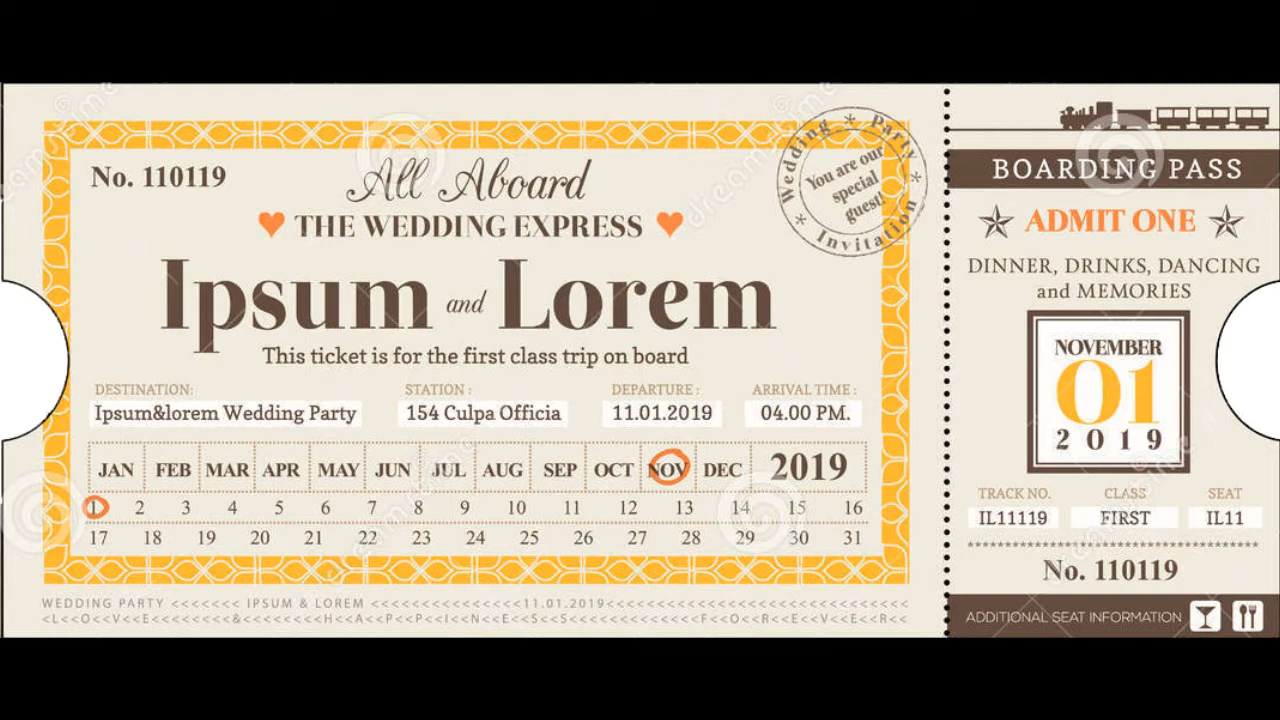 No. 110119
All Aboard
THE WEDDING EXPRESS
Ipsum and Lorem
This ticket is for the first class trip on board
DESTINATION: STATION : DEPARTURE : ARRIVAL TIME :
Ipsum&lorem Wedding Party 154 Culpa Officia 11.01.2019 04.00 PM.
JAN FEB MAR APR MAY JUN JUL AUG SEP OCT NOV DEC 2019
1 2 3 4 5 6 7 8 9 10 11 12 13 14 15 16
17 18 19 20 21 22 23 24 25 26 27 28 29 30 31
WEDDING PARTY <<<<<<< IPSUM & LOREM <<<<<<<<<<<<<<<<11.01.2019<<<<<<<<<<<<<<<<<<<<<<<<<<<<<<<
<L<<O<<V<<E<<<<<<<<&<<<<<<<<H<<A<<P<<P<<I<<N<<E<<S<<S<<<<<<<<<<<<F<<O<<R<<E<<V<<E<<R<<
Wedding * Party * Invitation *
You are our
special
guest!
BOARDING PASS
ADMIT ONE
DINNER, DRINKS, DANCING
and MEMORIES
NOVEMBER
01
2019
TRACK NO. CLASS SEAT
IL11119 FIRST IL11
No. 110119
ADDITIONAL SEAT INFORMATION
dreamstime